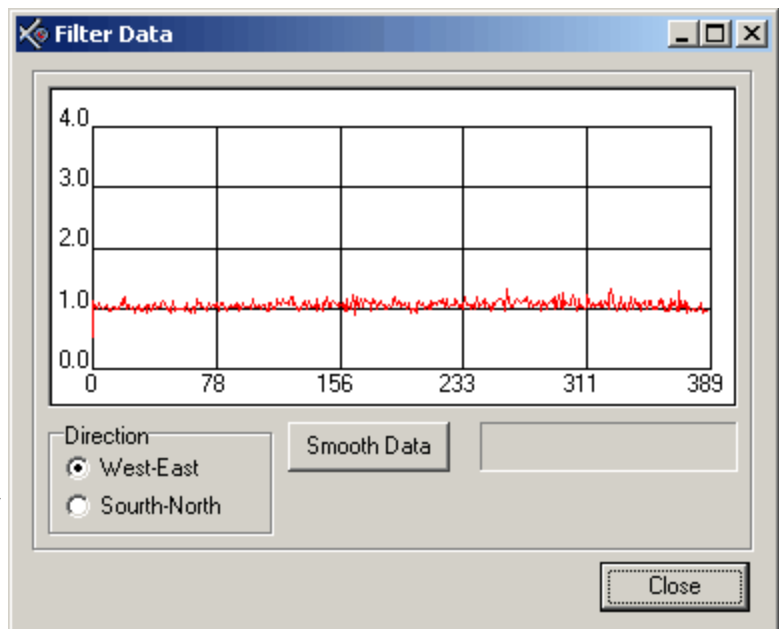 Filter Data
4.0
3.0
2.0
1.0
0.0
0 78 156 233 311 389
Direction
West-East
Sourth-North
Smooth Data
Close